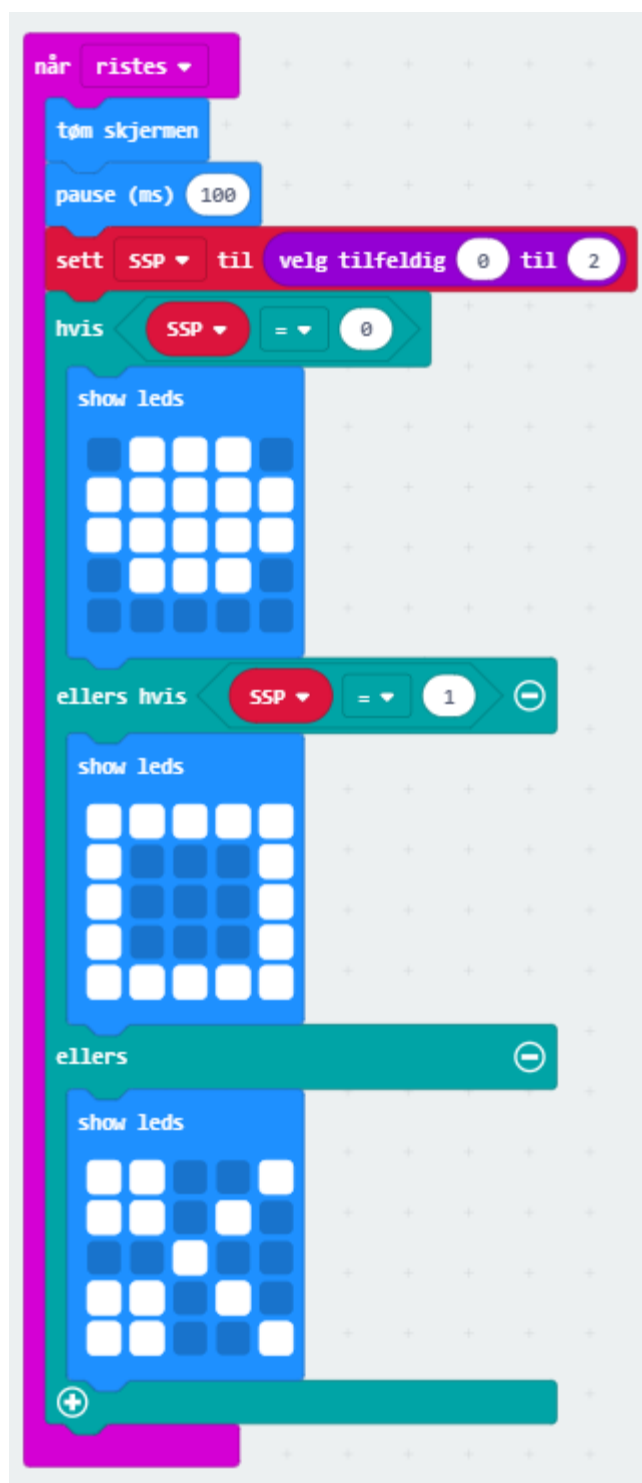 når ristes
tøm skjermen
pause (ms) 100
sett SSP til velg tilfeldig 0 til 2
hvis SSP = 0
show leds
ellers hvis SSP = 1
show leds
ellers
show leds